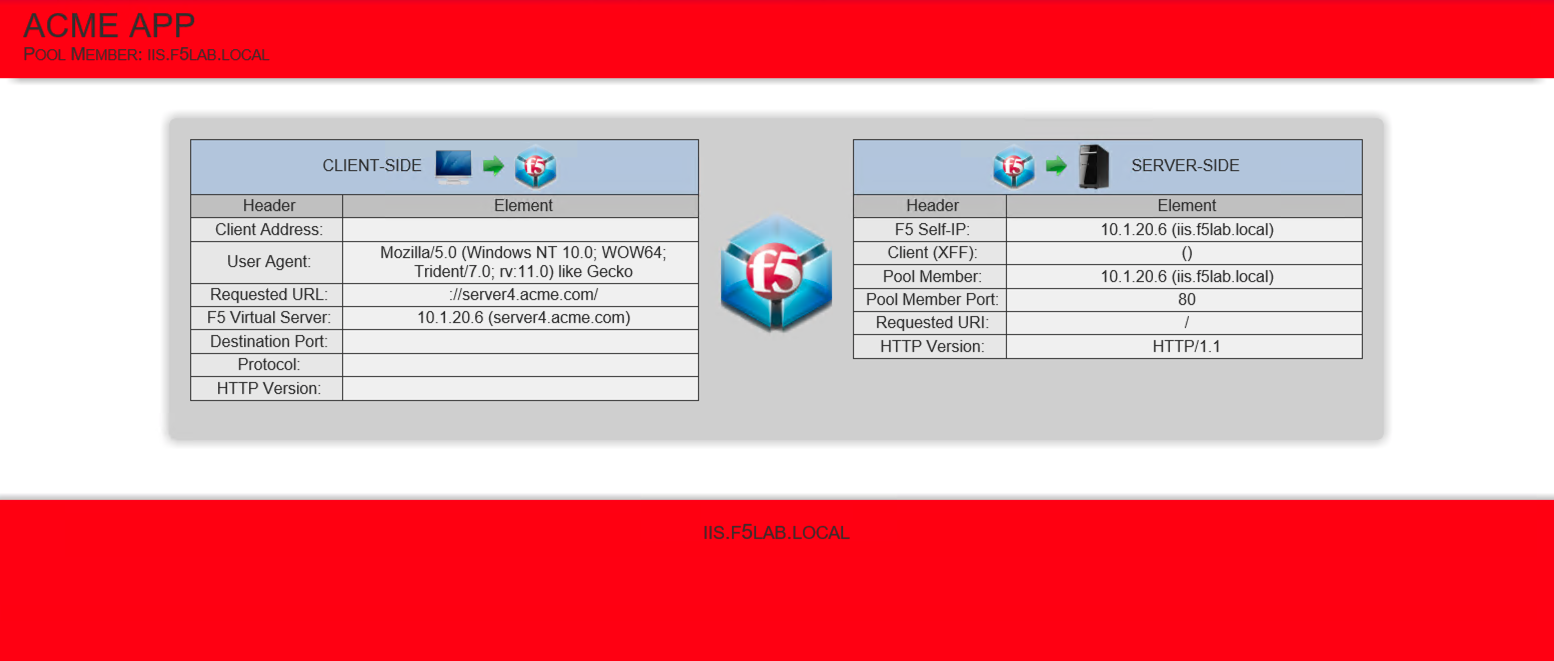 ACME APP
POOL MEMBER: IIS.F5LAB.LOCAL
CLIENT-SIDE f5
Header Element
Client Address:
User Agent: Mozilla/5.0 (Windows NT 10.0; WOW64;
Trident/7.0; rv:11.0) like Gecko
Requested URL: ://server4.acme.com/
F5 Virtual Server: 10.1.20.6 (server4.acme.com)
Destination Port:
Protocol:
HTTP Version:
f5
f5 SERVER-SIDE
Header Element
F5 Self-IP: 10.1.20.6 (iis.f5lab.local)
Client (XFF): ()
Pool Member: 10.1.20.6 (iis.f5lab.local)
Pool Member Port: 80
Requested URI: /
HTTP Version: HTTP/1.1
IIS.F5LAB.LOCAL